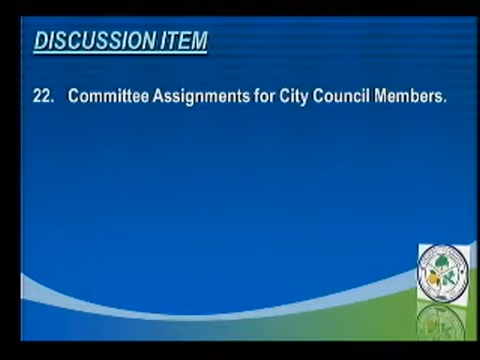 DISCUSSION ITEM
22. Committee Assignments for City Council Members.